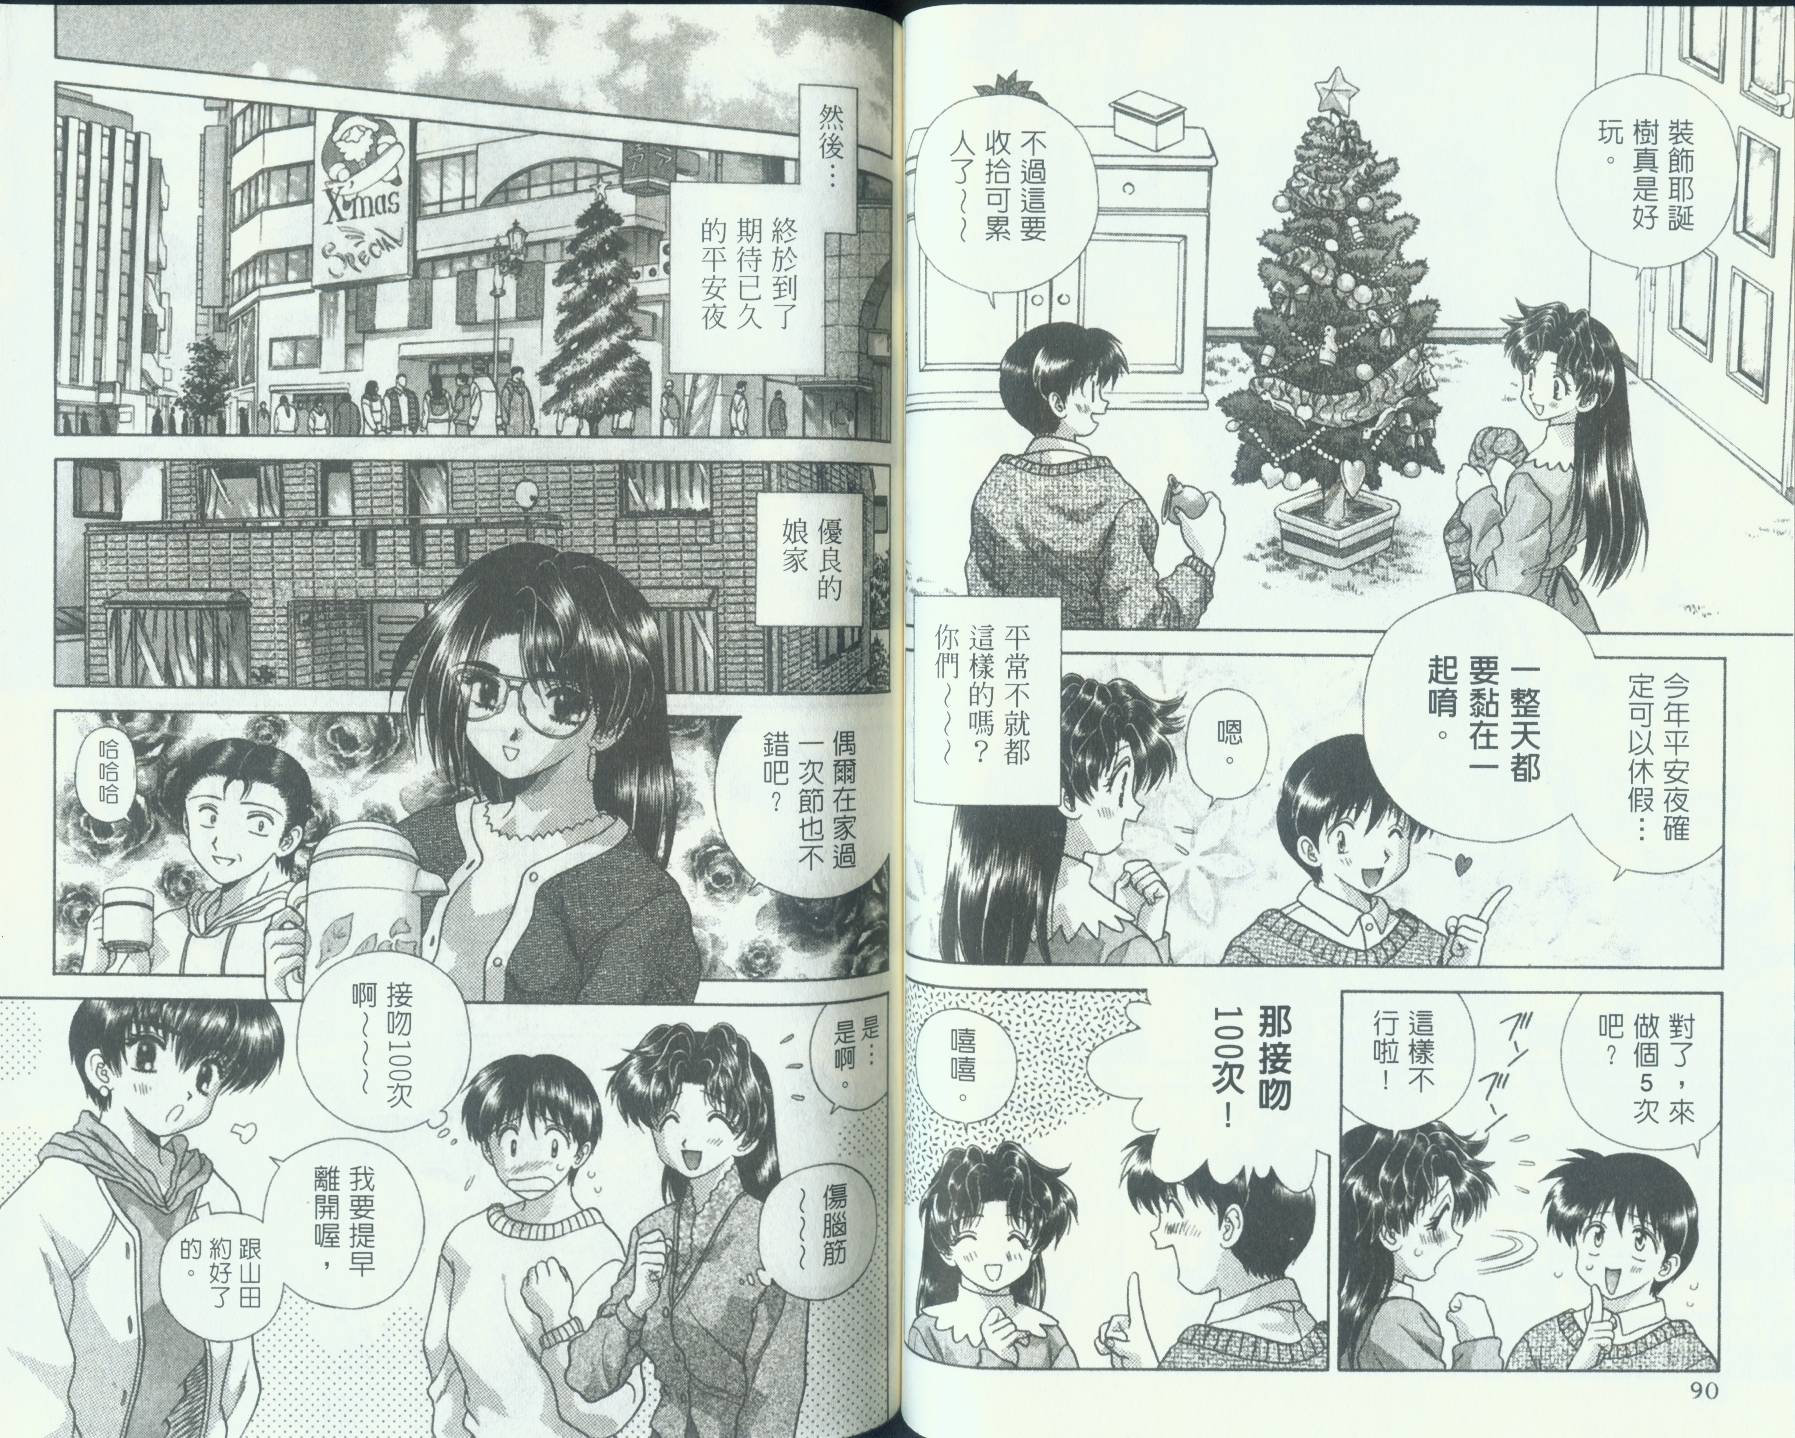 裝飾耶誕
樹真是好
玩。
不過這要
收拾可累
人了～～
今年平安夜確
定可以休假…
一整天都
要黏在一
起唷。
嗯。
平常不就都
這樣的嗎？
你們～～～
對了，來
做個5次
吧？
這樣不
行啦！
那接吻
100次！
嘻嘻。
90
然後…
終於到了
期待已久
的平安夜
X-mas
SPECIAL
優良的
娘家
偶爾在家過
一次節也不
錯吧？
哈哈哈
是…
是啊。
傷腦筋
～～～
接吻100次
啊～～～
我要提早
離開喔，
跟山田
約好了
的。